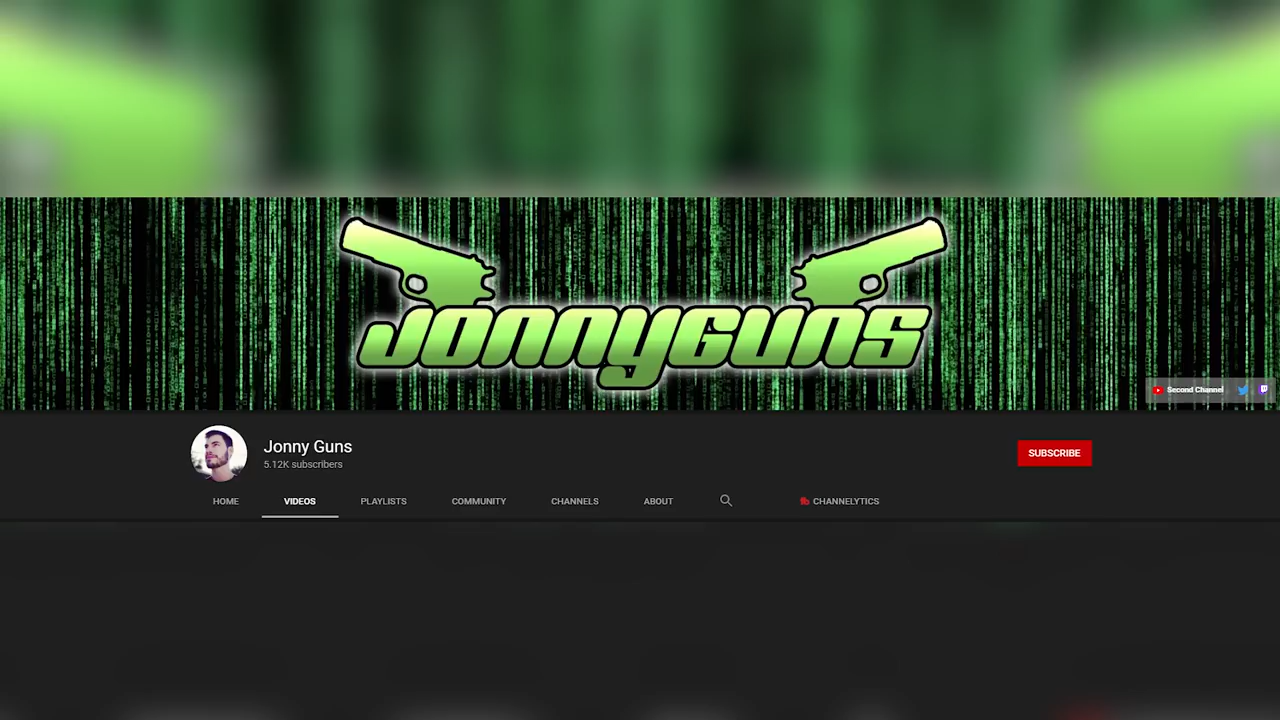 JONNYGUNS
Second Channel
Jonny Guns
5.12K subscribers
SUBSCRIBE
HOME VIDEOS PLAYLISTS COMMUNITY CHANNELS ABOUT CHANNELYTICS